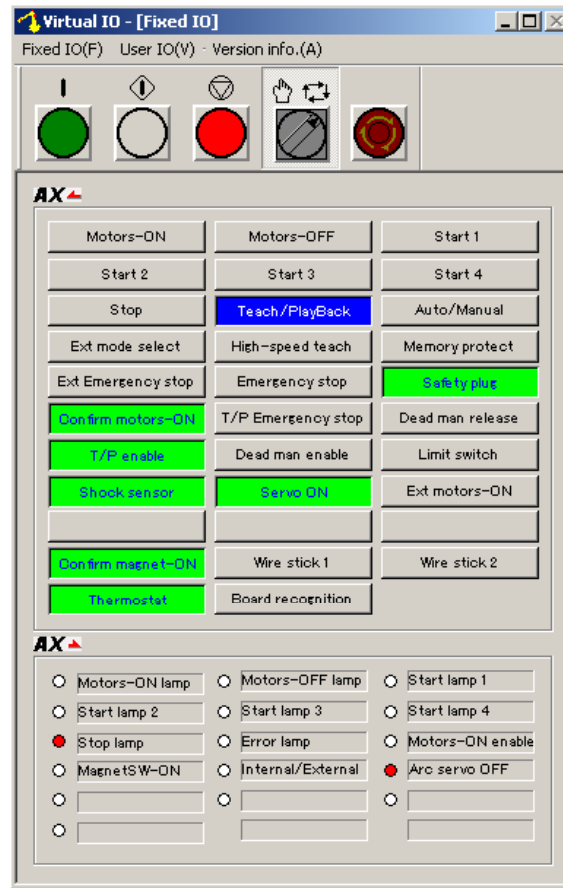 Virtual IO - [Fixed IO]
Fixed IO(F) User IO(V) - Version info.(A)
AX
Motors-ON Motors-OFF Start 1
Start 2 Start 3 Start 4
Stop Teach/PlayBack Auto/Manual
Ext mode select High-speed teach Memory protect
Ext Emergency stop Emergency stop Safety plug
Confirm motors-ON T/P Emergency stop Dead man release
T/P enable Dead man enable Limit switch
Shock sensor Servo ON Ext motors-ON
Confirm magnet-ON Wire stick 1 Wire stick 2
Thermostat Board recognition
AX
Motors-ON lamp Motors-OFF lamp Start lamp 1
Start lamp 2 Start lamp 3 Start lamp 4
Stop lamp Error lamp Motors-ON enable
MagnetSW-ON Internal/External Arc servo OFF